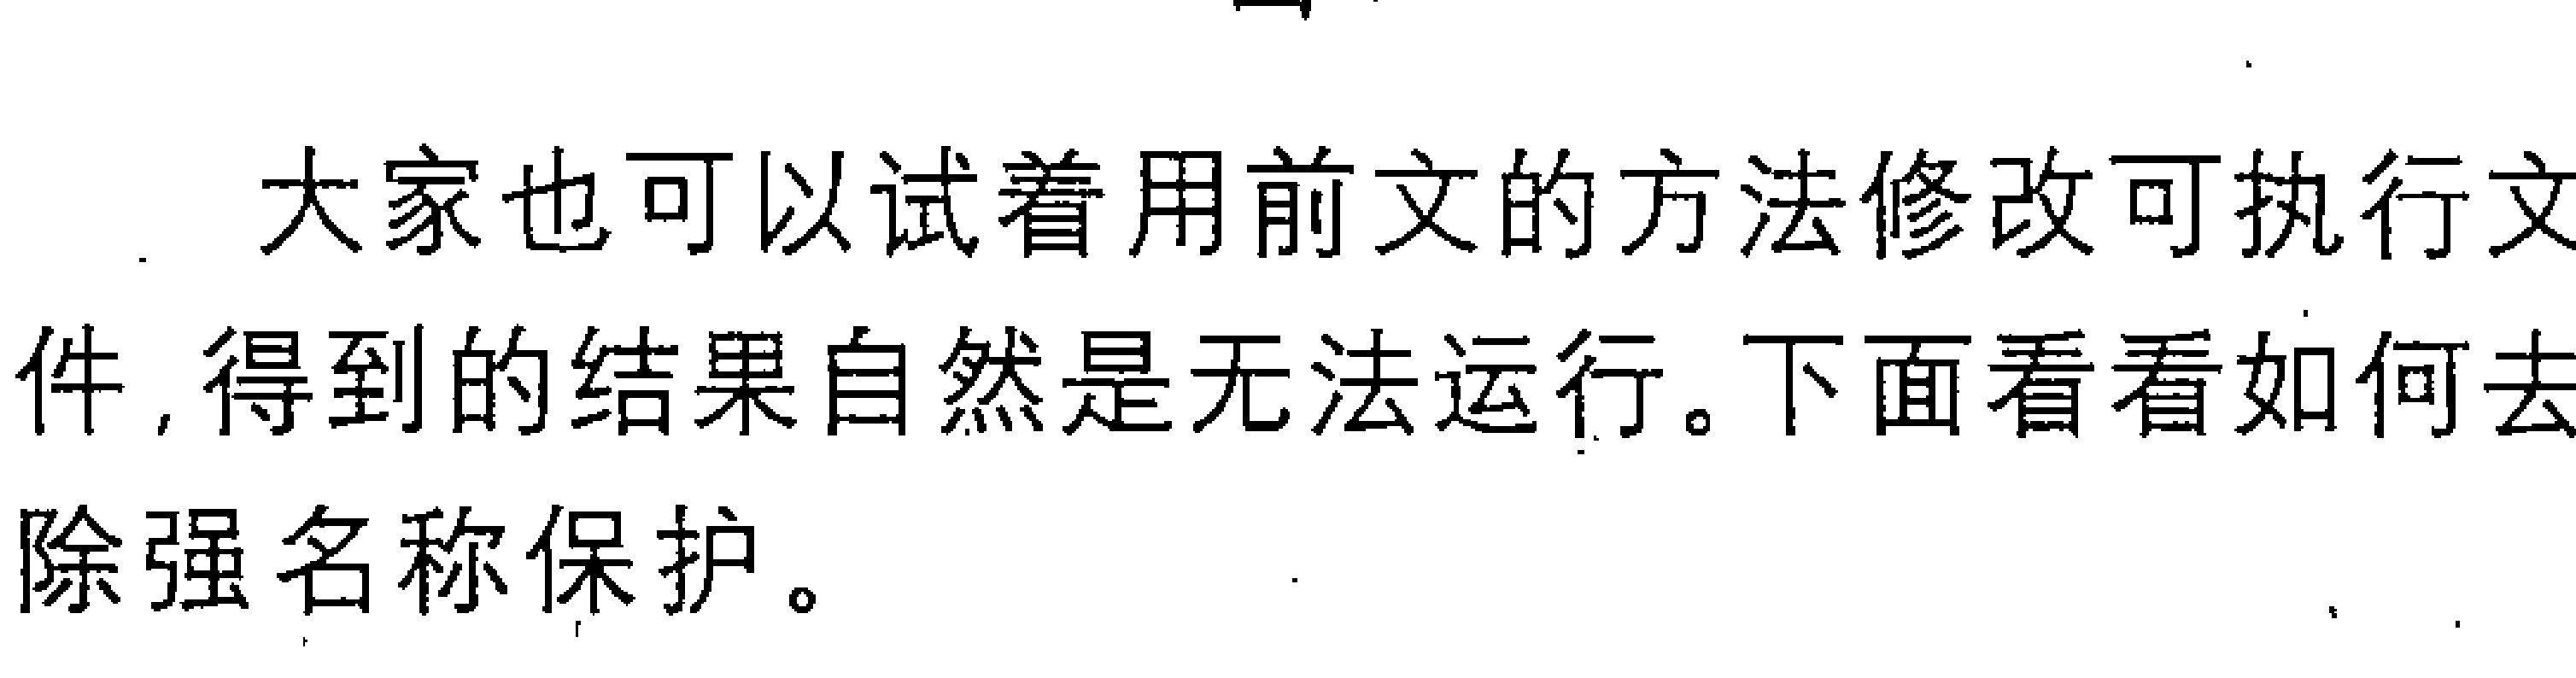 大家也可以试着用前文的方法修改可执行文
件,得到的结果自然是无法运行。下面看看如何去
除强名称保护。